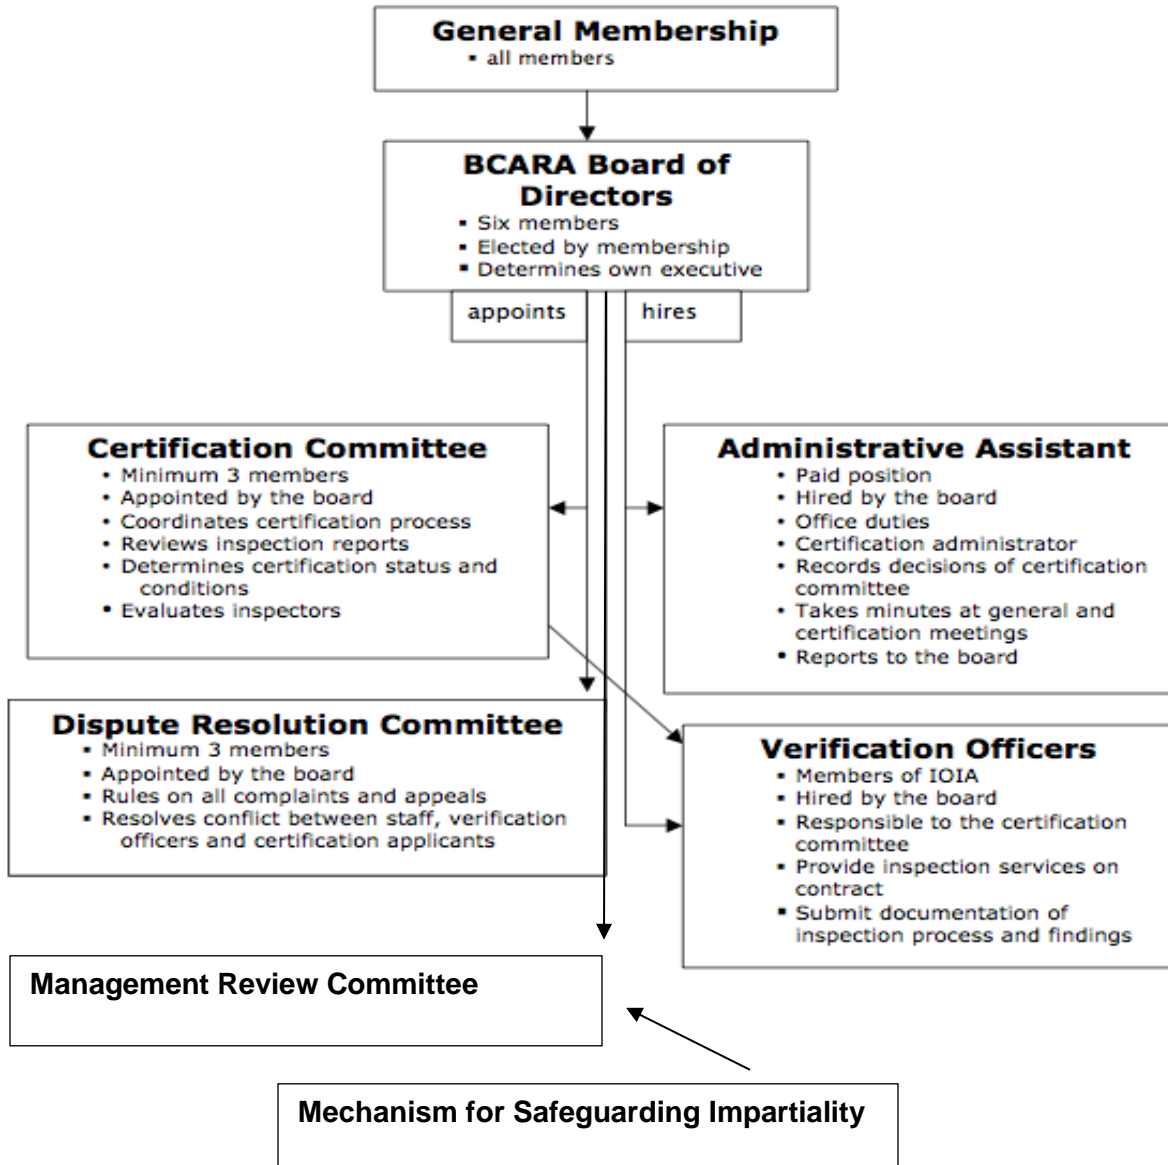 General Membership
▪ all members
BCARA Board of
Directors
▪ Six members
▪ Elected by membership
▪ Determines own executive
appoints
hires
Certification Committee
• Minimum 3 members
• Appointed by the board
• Coordinates certification process
• Reviews inspection reports
• Determines certification status and
conditions
▪ Evaluates inspectors
Administrative Assistant
• Paid position
• Hired by the board
• Office duties
• Certification administrator
• Records decisions of certification
committee
• Takes minutes at general and
certification meetings
▪ Reports to the board
Dispute Resolution Committee
▪ Minimum 3 members
▪ Appointed by the board
▪ Rules on all complaints and appeals
▪ Resolves conflict between staff, verification
officers and certification applicants
Verification Officers
▪ Members of IOIA
▪ Hired by the board
▪ Responsible to the certification
committee
▪ Provide inspection services on
contract
▪ Submit documentation of
inspection process and findings
Management Review Committee
Mechanism for Safeguarding Impartiality